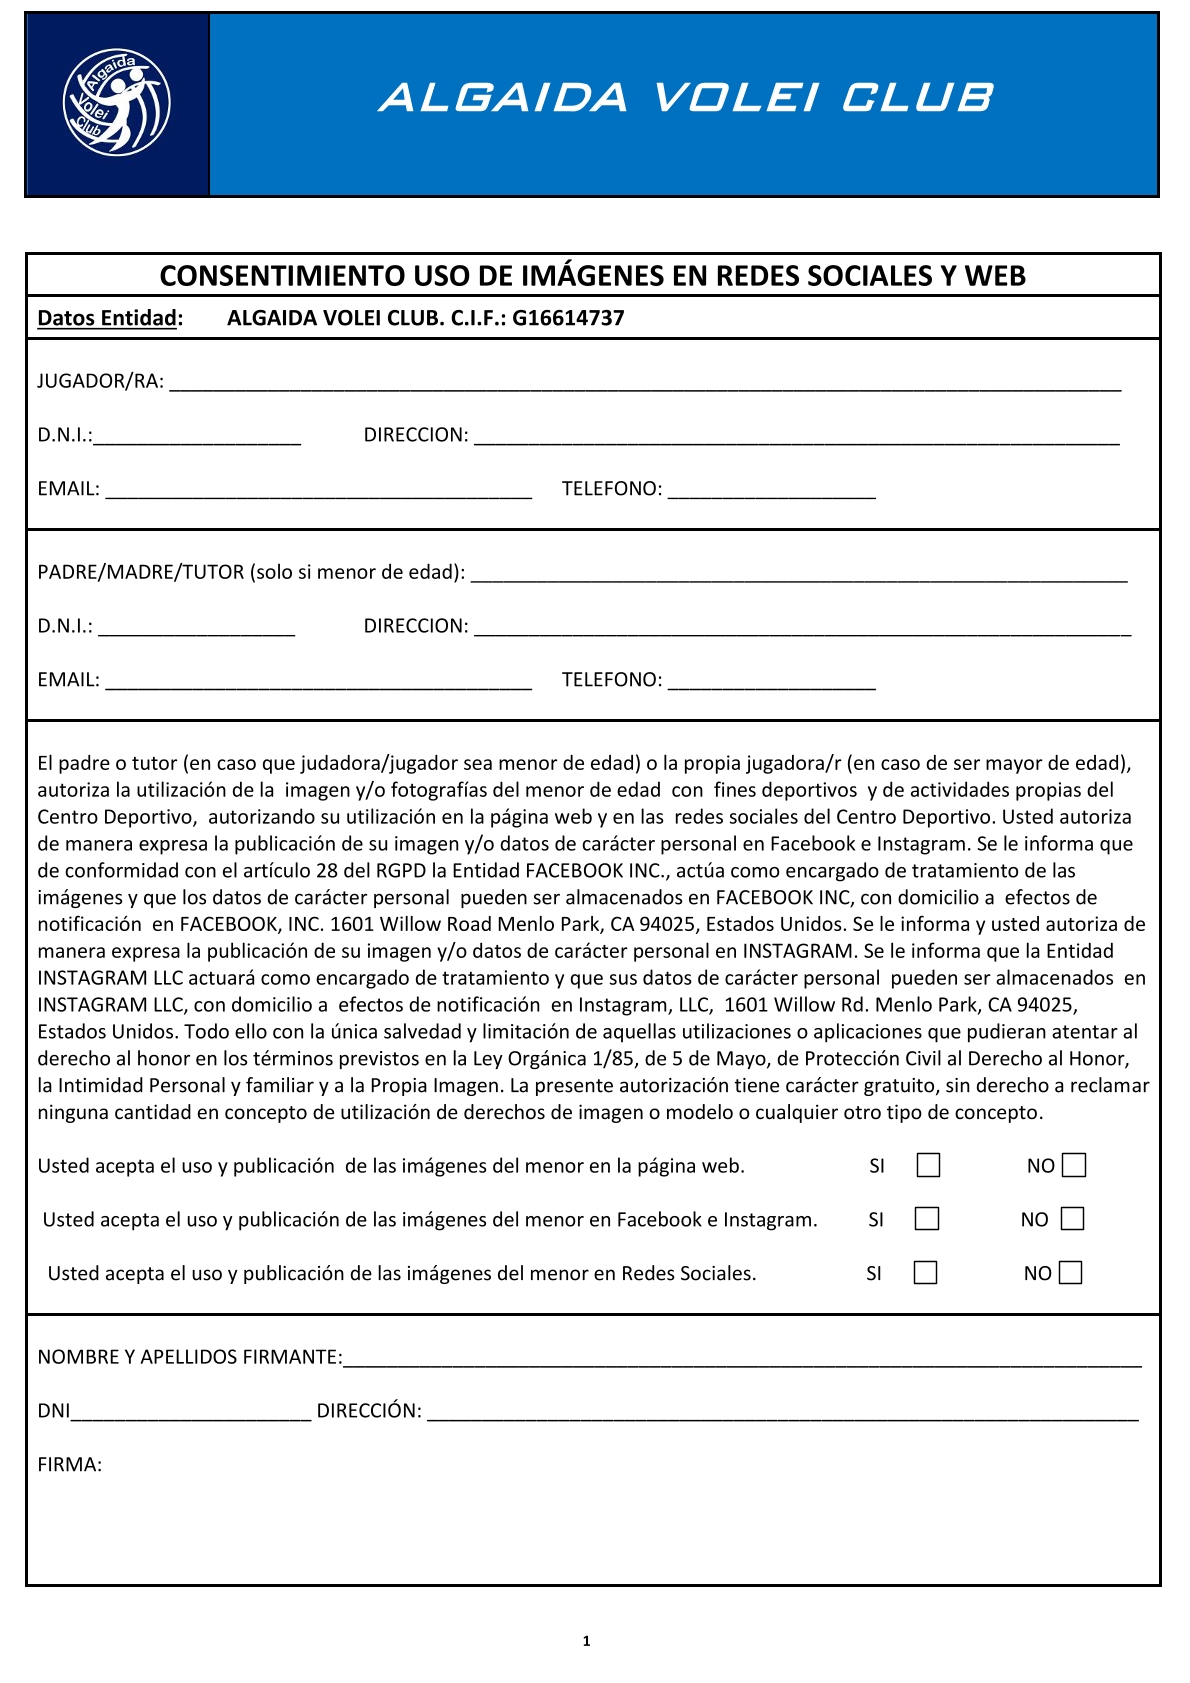 Algaida
Volei
Club
ALGAIDA VOLEI CLUB
CONSENTIMIENTO USO DE IMÁGENES EN REDES SOCIALES Y WEB
Datos Entidad: ALGAIDA VOLEI CLUB. C.I.F.: G16614737
JUGADOR/RA: ____________________
D.N.I.:____________________ DIRECCION: ____________________
EMAIL: ____________________ TELEFONO: ____________________
PADRE/MADRE/TUTOR (solo si menor de edad): ____________________
D.N.I.: ____________________ DIRECCION: ____________________
EMAIL: ____________________ TELEFONO: ____________________
El padre o tutor (en caso que judadora/jugador sea menor de edad) o la propia jugadora/r (en caso de ser mayor de edad),
autoriza la utilización de la imagen y/o fotografías del menor de edad con fines deportivos y de actividades propias del
Centro Deportivo, autorizando su utilización en la página web y en las redes sociales del Centro Deportivo. Usted autoriza
de manera expresa la publicación de su imagen y/o datos de carácter personal en Facebook e Instagram. Se le informa que
de conformidad con el artículo 28 del RGPD la Entidad FACEBOOK INC., actúa como encargado de tratamiento de las
imágenes y que los datos de carácter personal pueden ser almacenados en FACEBOOK INC, con domicilio a efectos de
notificación en FACEBOOK, INC. 1601 Willow Road Menlo Park, CA 94025, Estados Unidos. Se le informa y usted autoriza de
manera expresa la publicación de su imagen y/o datos de carácter personal en INSTAGRAM. Se le informa que la Entidad
INSTAGRAM LLC actuará como encargado de tratamiento y que sus datos de carácter personal pueden ser almacenados en
INSTAGRAM LLC, con domicilio a efectos de notificación en Instagram, LLC, 1601 Willow Rd. Menlo Park, CA 94025,
Estados Unidos. Todo ello con la única salvedad y limitación de aquellas utilizaciones o aplicaciones que pudieran atentar al
derecho al honor en los términos previstos en la Ley Orgánica 1/85, de 5 de Mayo, de Protección Civil al Derecho al Honor,
la Intimidad Personal y familiar y a la Propia Imagen. La presente autorización tiene carácter gratuito, sin derecho a reclamar
ninguna cantidad en concepto de utilización de derechos de imagen o modelo o cualquier otro tipo de concepto.
Usted acepta el uso y publicación de las imágenes del menor en la página web. SI ☐ NO ☐
Usted acepta el uso y publicación de las imágenes del menor en Facebook e Instagram. SI ☐ NO ☐
Usted acepta el uso y publicación de las imágenes del menor en Redes Sociales. SI ☐ NO ☐
NOMBRE Y APELLIDOS FIRMANTE:____________________
DNI____________________ DIRECCIÓN: ____________________
FIRMA:
1